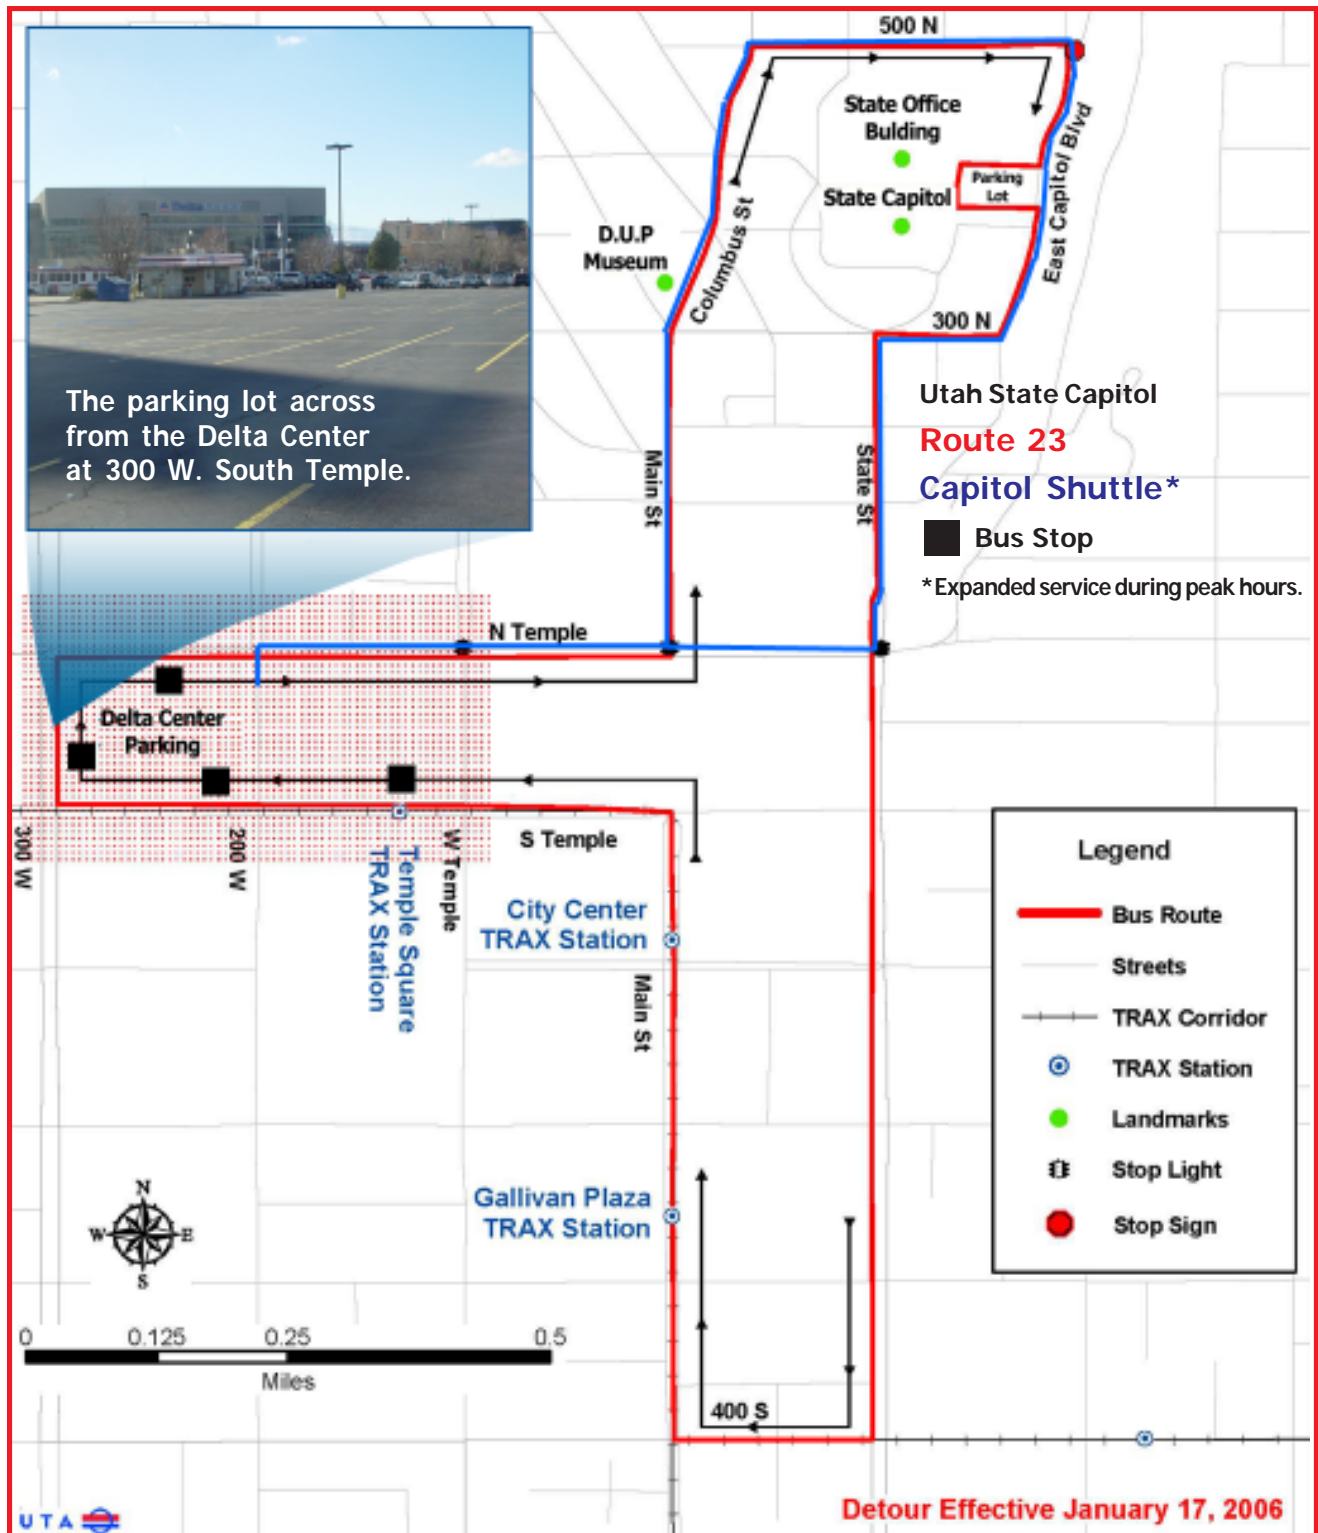 500 N
State Office
Bulding
State Capitol
Parking
Lot
East Capitol Blvd
D.U.P
Museum
Columbus St
300 N
The parking lot across
from the Delta Center
at 300 W. South Temple.
Utah State Capitol
Route 23
Capitol Shuttle*
Bus Stop
*Expanded service during peak hours.
Main St
State St
N Temple
Delta Center
Parking
300 W
200 W
W Temple
S Temple
Temple Square
TRAX Station
City Center
TRAX Station
Main St
Gallivan Plaza
TRAX Station
Legend
Bus Route
Streets
TRAX Corridor
TRAX Station
Landmarks
Stop Light
Stop Sign
N
W E
S
0 0.125 0.25 0.5
Miles
400 S
UTA
Detour Effective January 17, 2006